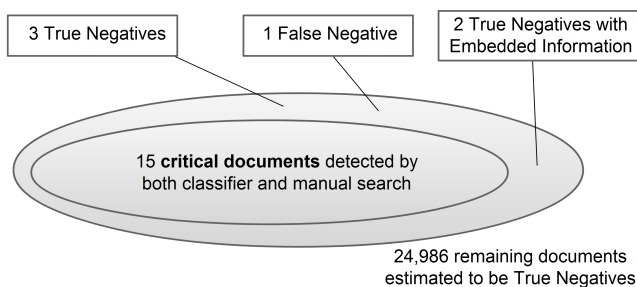 3 True Negatives
1 False Negative
2 True Negatives with
Embedded Information
15 critical documents detected by
both classifier and manual search
24,986 remaining documents
estimated to be True Negatives